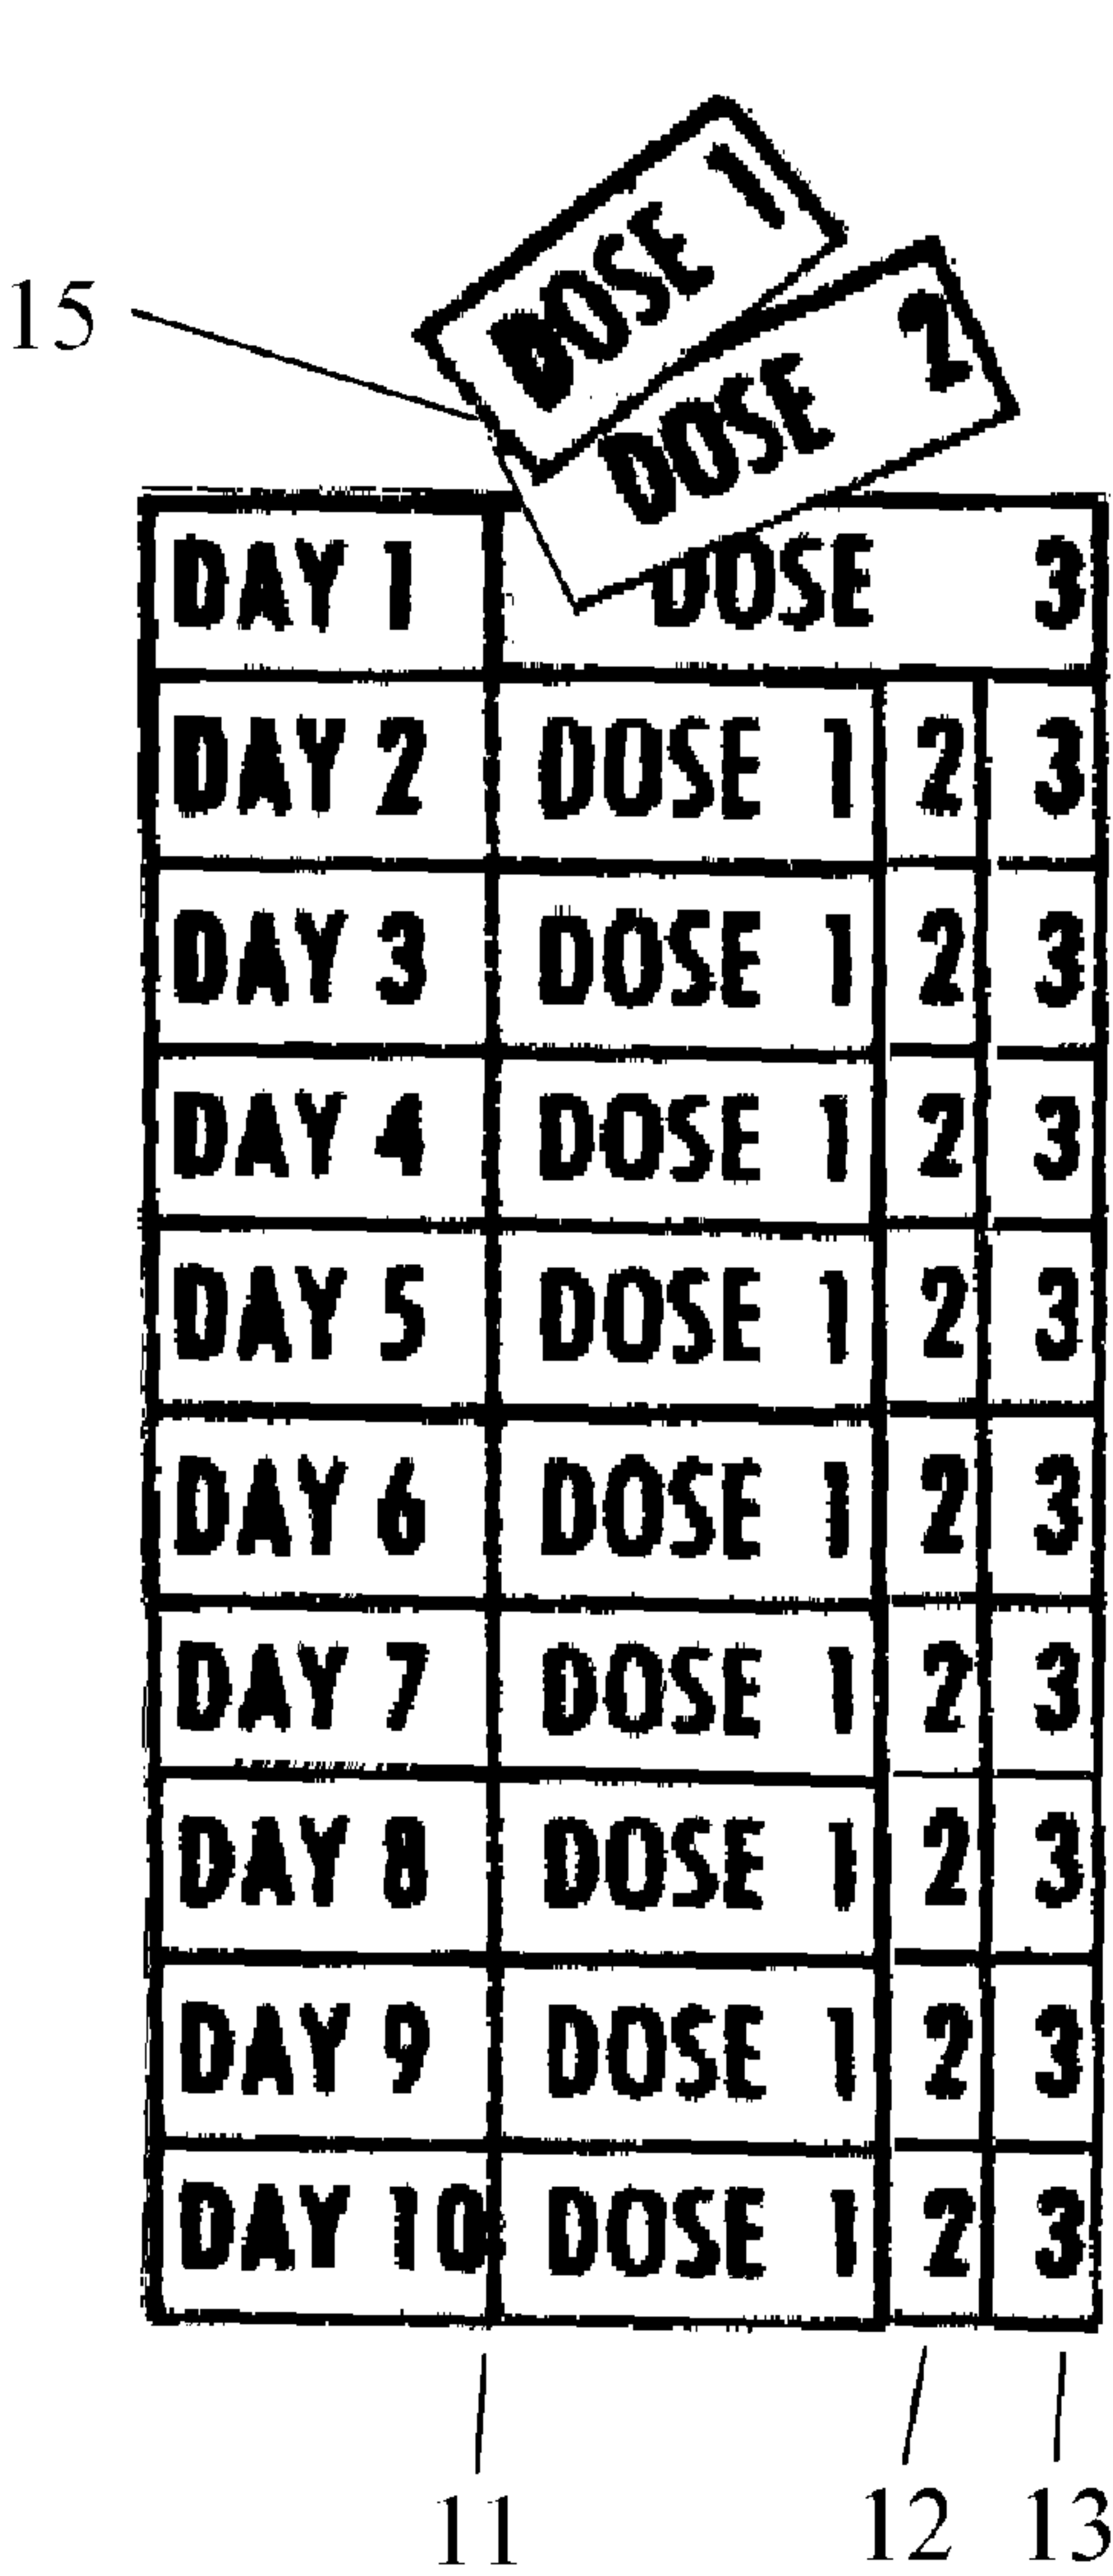 DOSE 1
15
DOSE 2
DAY 1 DOSE 3
DAY 2 DOSE 1 2 3
DAY 3 DOSE 1 2 3
DAY 4 DOSE 1 2 3
DAY 5 DOSE 1 2 3
DAY 6 DOSE 1 2 3
DAY 7 DOSE 1 2 3
DAY 8 DOSE 1 2 3
DAY 9 DOSE 1 2 3
DAY 10 DOSE 1 2 3
11 12 13